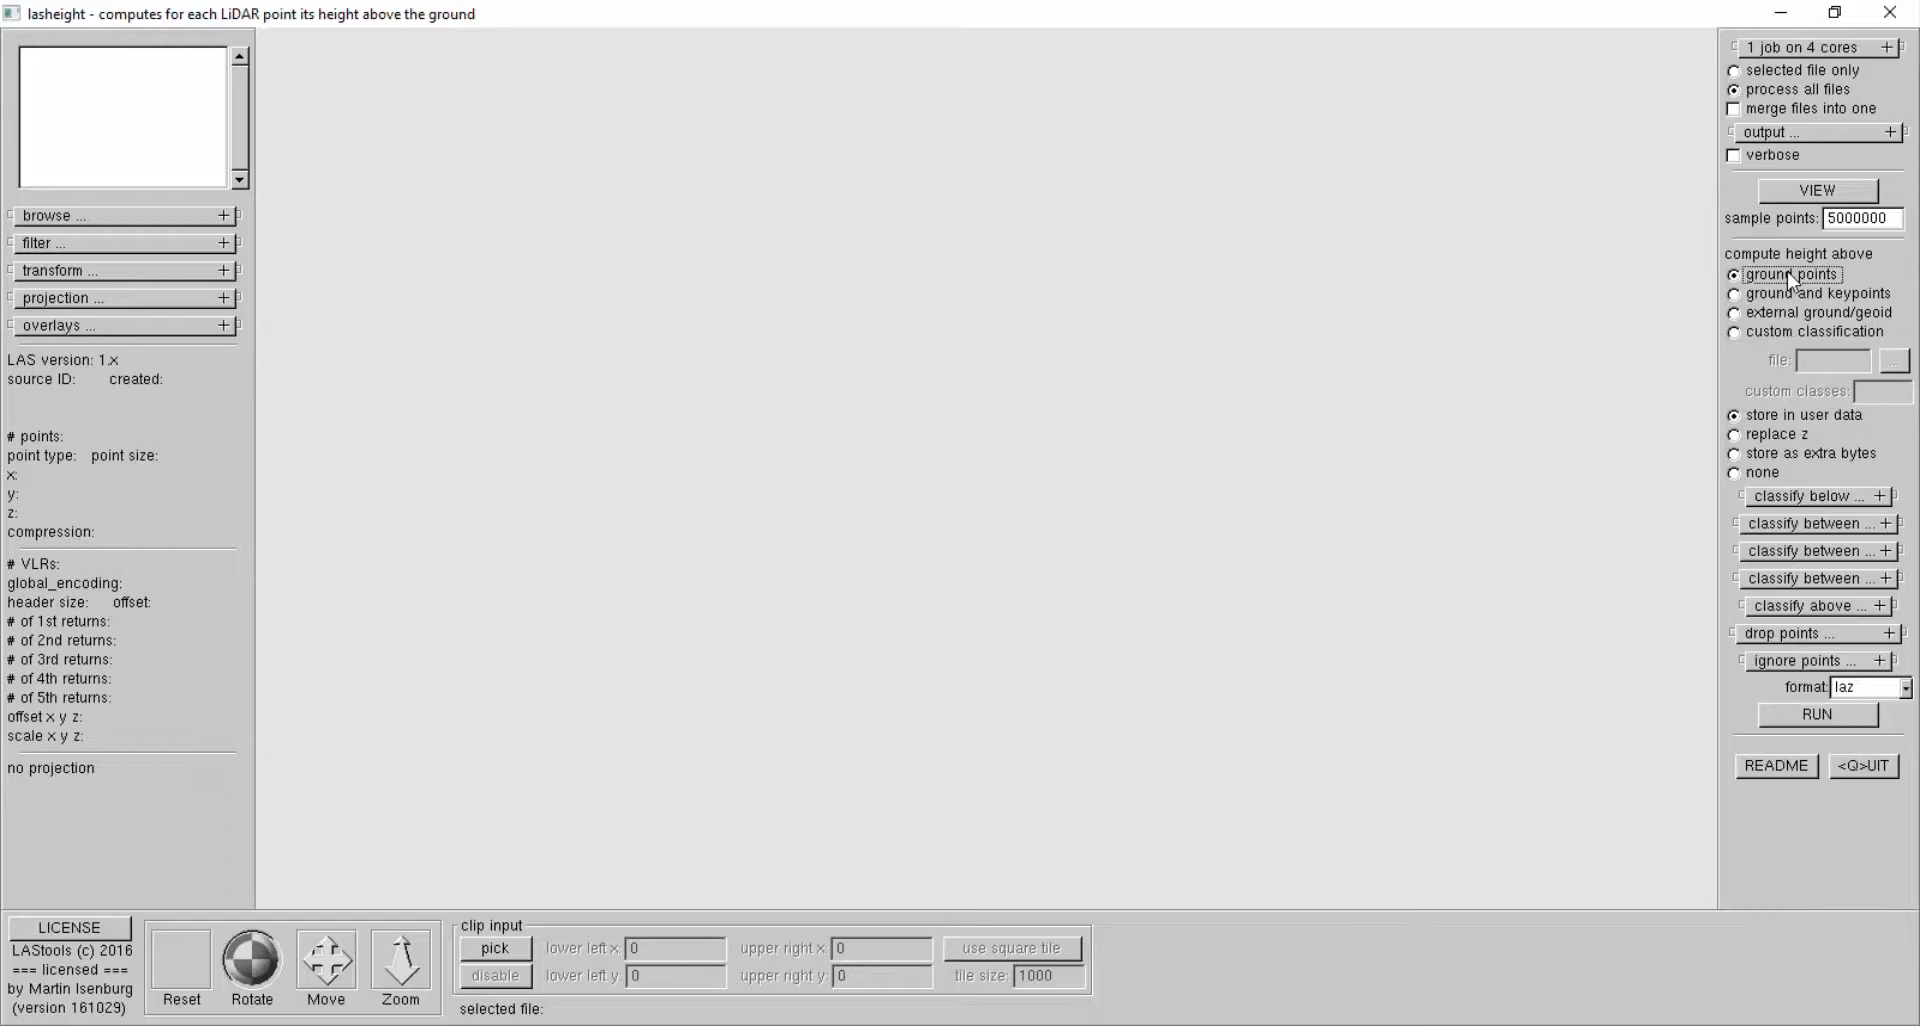 lasheight - computes for each LiDAR point its height above the ground
browse ...
filter ...
transform ...
projection ...
overlays ...
LAS version: 1.x
source ID: created:
# points:
point type: point size:
x:
y:
z:
compression:
# VLRs:
global_encoding:
header size: offset:
# of 1st returns:
# of 2nd returns:
# of 3rd returns:
# of 4th returns:
# of 5th returns:
offset x y z:
scale x y z:
no projection
1 job on 4 cores +
selected file only
process all files
merge files into one
output ... +
verbose
VIEW
sample points: 5000000
compute height above
ground points
ground and keypoints
external ground/geoid
custom classification
file: ...
custom classes:
store in user data
replace z
store as extra bytes
none
classify below ... +
classify between ... +
classify between ... +
classify between ... +
classify above ... +
drop points ... +
ignore points ... +
format: laz
RUN
README <Q>UIT
LICENSE
LAStools (c) 2016
=== licensed ===
by Martin Isenburg
(version 161029)
Reset Rotate Move Zoom
clip input
pick lower left x: 0 upper right x: 0 use square tile
disable lower left y: 0 upper right y: 0 tile size: 1000
selected file: